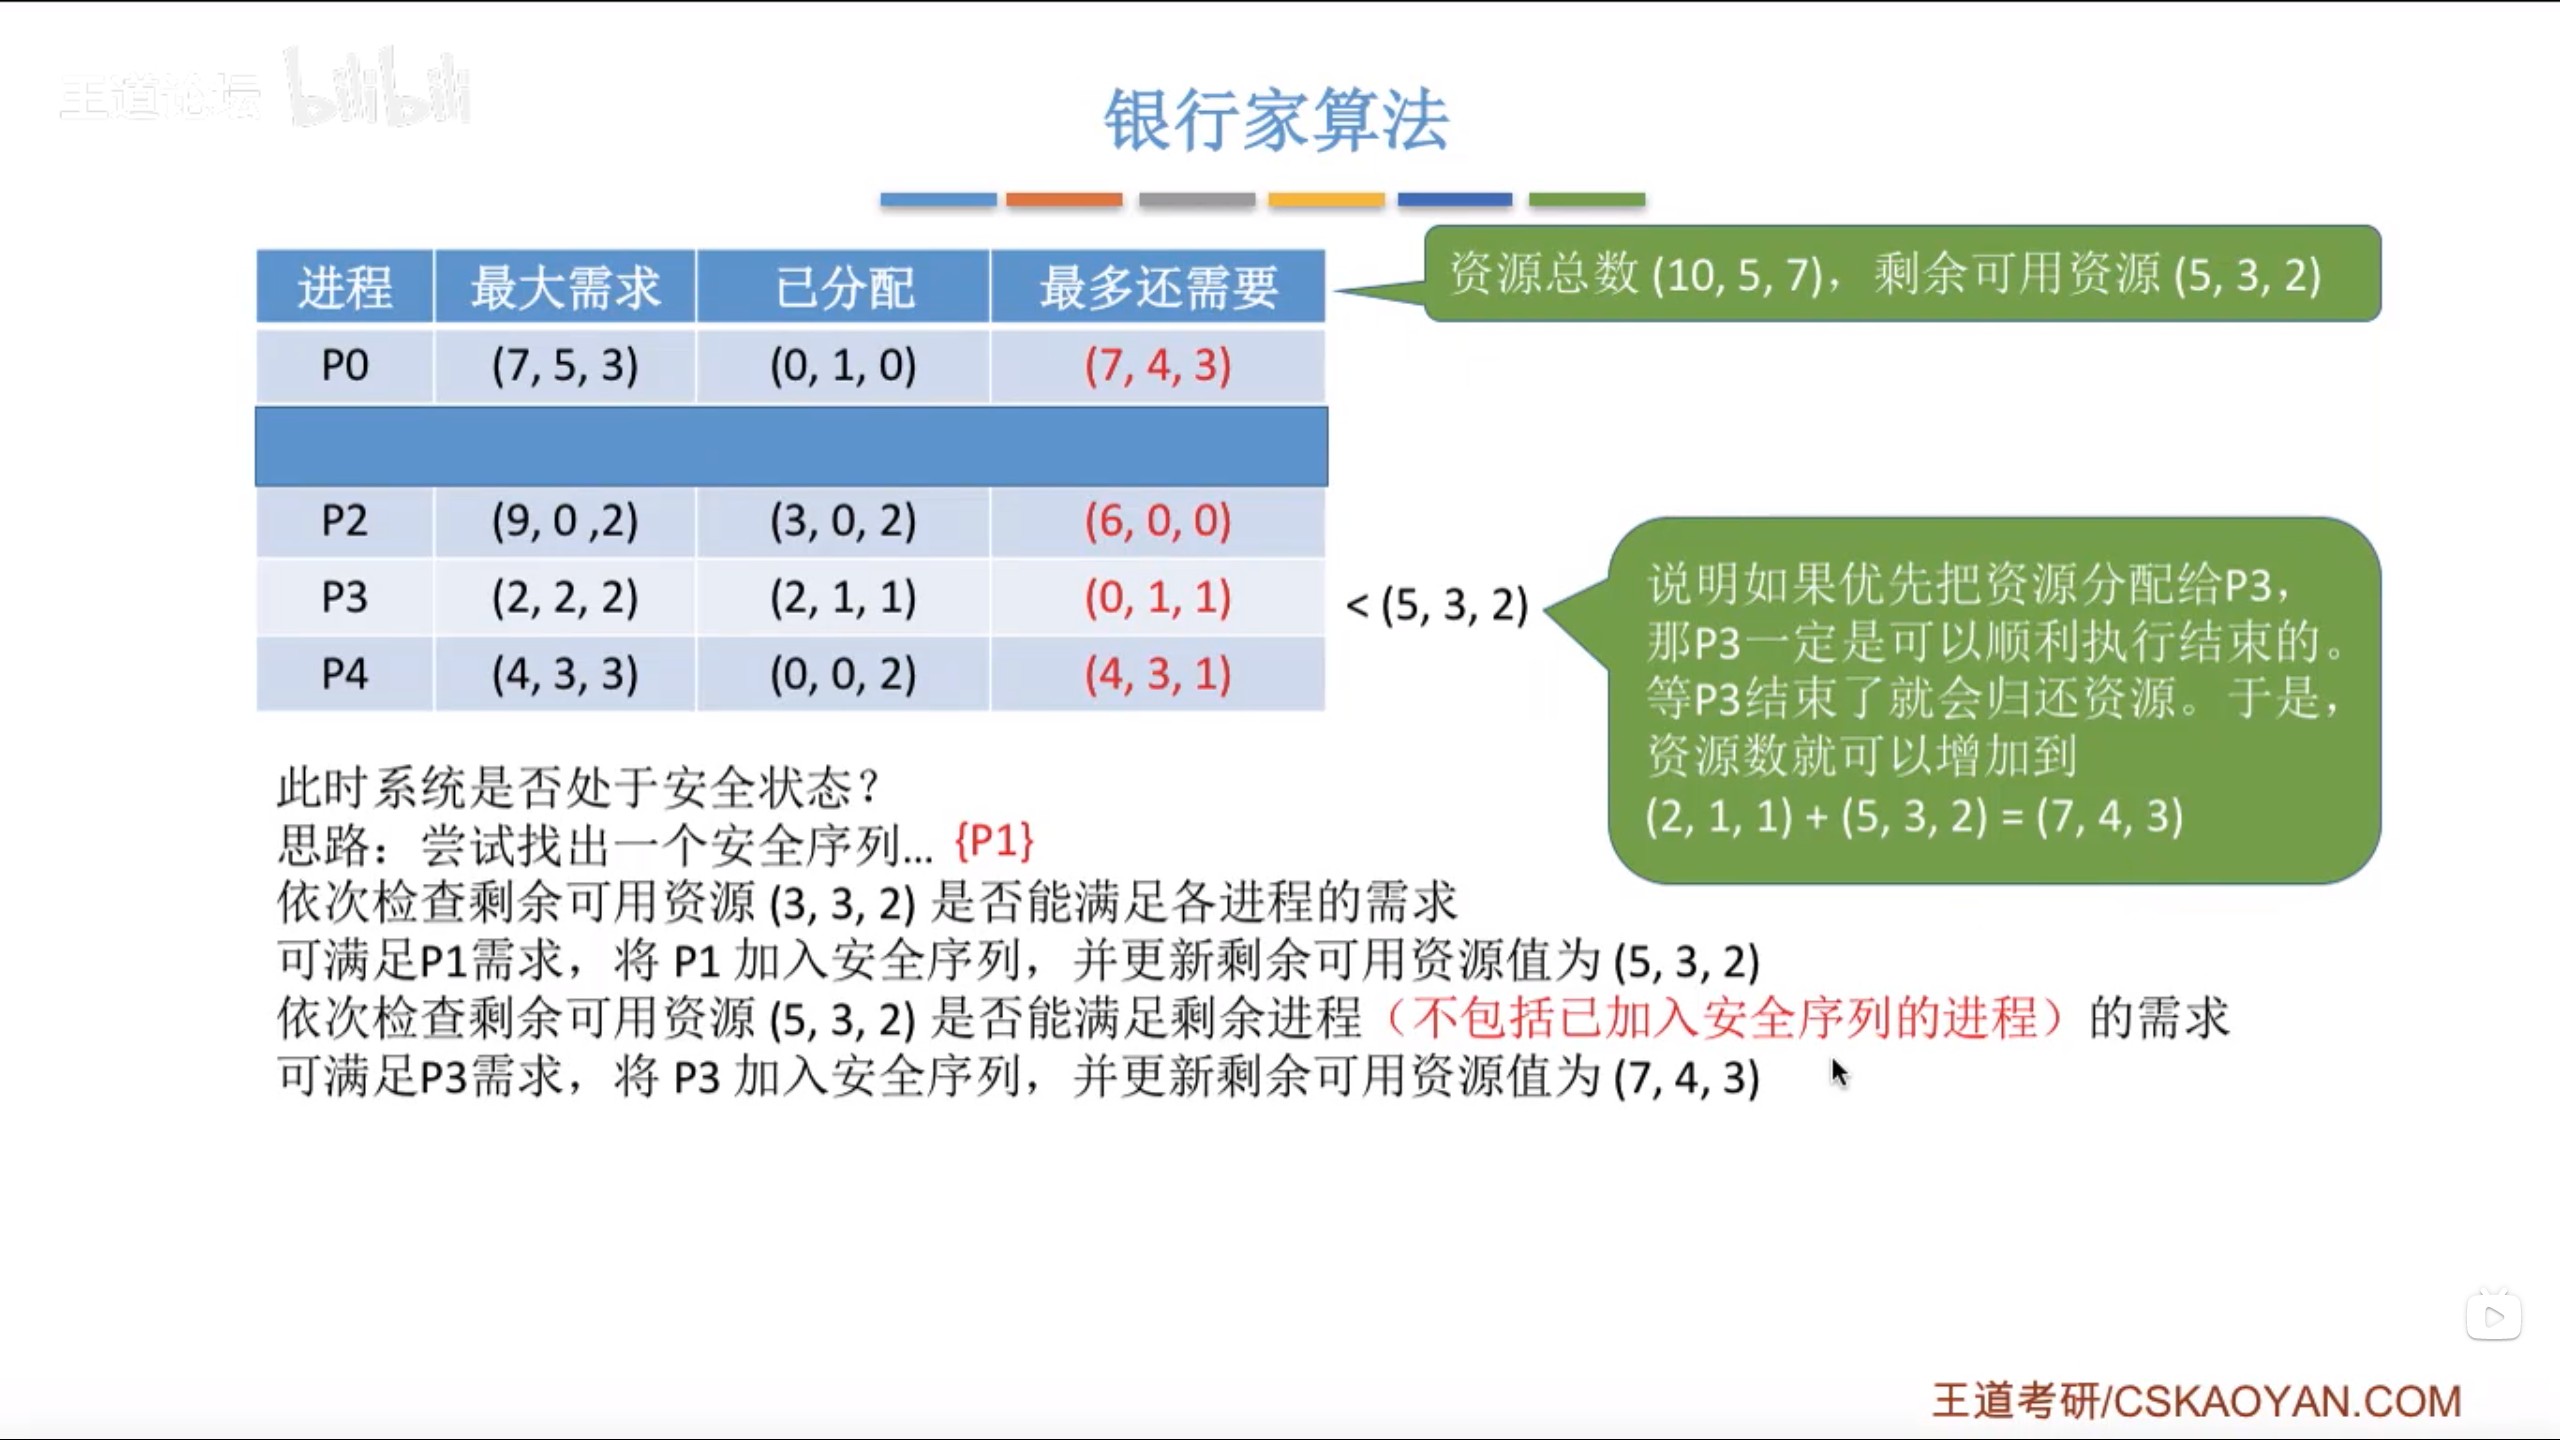 王道论坛 bilibili
银行家算法
资源总数 (10, 5, 7)，剩余可用资源 (5, 3, 2)
进程 最大需求 已分配 最多还需要
P0 (7, 5, 3) (0, 1, 0) (7, 4, 3)
P2 (9, 0 ,2) (3, 0, 2) (6, 0, 0)
P3 (2, 2, 2) (2, 1, 1) (0, 1, 1)
P4 (4, 3, 3) (0, 0, 2) (4, 3, 1)
< (5, 3, 2)
说明如果优先把资源分配给P3，
那P3一定是可以顺利执行结束的。
等P3结束了就会归还资源。于是，
资源数就可以增加到
(2, 1, 1) + (5, 3, 2) = (7, 4, 3)
此时系统是否处于安全状态？
思路：尝试找出一个安全序列... {P1}
依次检查剩余可用资源 (3, 3, 2) 是否能满足各进程的需求
可满足P1需求，将 P1 加入安全序列，并更新剩余可用资源值为 (5, 3, 2)
依次检查剩余可用资源 (5, 3, 2) 是否能满足剩余进程（不包括已加入安全序列的进程）的需求
可满足P3需求，将 P3 加入安全序列，并更新剩余可用资源值为 (7, 4, 3)
王道考研/CSKAOYAN.COM